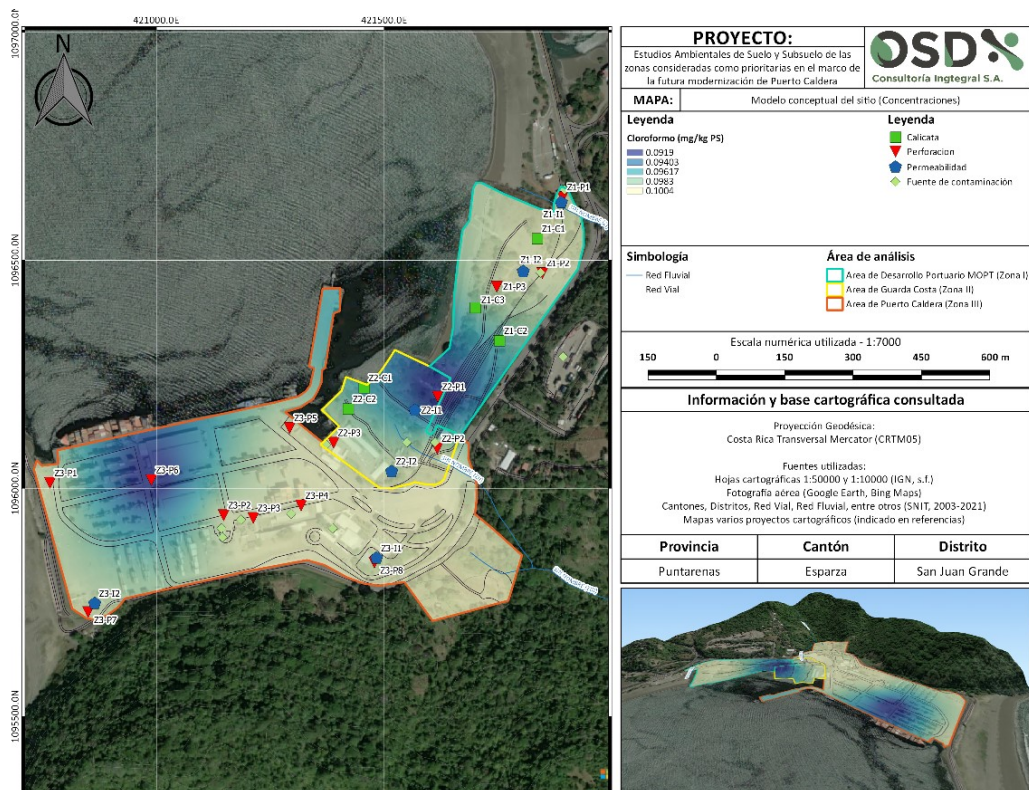 421000.0E
421500.0E
1097000.0N
1096500.0N
1096000.0N
1095500.0N
N
Z1-P1
Z1-I1
Z1-C1
Z1-I2
Z1-P2
Z1-P3
Z1-C3
Z1-C2
Z2-C1
Z2-P1
Z2-C2
Z2-I1
Z3-P5
Z2-P3
Z2-P2
Z2-I2
Z3-P1
Z3-P6
Z3-P2
Z3-P3
Z3-P4
Z3-I1
Z3-P8
Z3-I2
Z3-P7
PROYECTO:
Estudios Ambientales de Suelo y Subsuelo de las
zonas consideradas como prioritarias en el marco de
la futura modernización de Puerto Caldera
OSD
Consultoría Ingtegral S.A.
MAPA:
Modelo conceptual del sitio (Concentraciones)
Leyenda
Cloroformo (mg/kg PS)
0.0919
0.09403
0.09617
0.0983
0.1004
Leyenda
Calicata
Perforacion
Permeabilidad
Fuente de contaminación
Simbología
Red Fluvial
Red Vial
Área de análisis
Area de Desarrollo Portuario MOPT (Zona I)
Area de Guarda Costa (Zona II)
Area de Puerto Caldera (Zona III)
Escala numérica utilizada - 1:7000
150 0 150 300 450 600 m
Información y base cartográfica consultada
Proyección Geodésica:
Costa Rica Transversal Mercator (CRTM05)
Fuentes utilizadas:
Hojas cartográficas 1:50000 y 1:10000 (IGN, s.f.)
Fotografía aérea (Google Earth, Bing Maps)
Cantones, Distritos, Red Vial, Red Fluvial, entre otros (SNIT, 2003-2021)
Mapas varios proyectos cartográficos (indicado en referencias)
Provincia Cantón Distrito
Puntarenas Esparza San Juan Grande